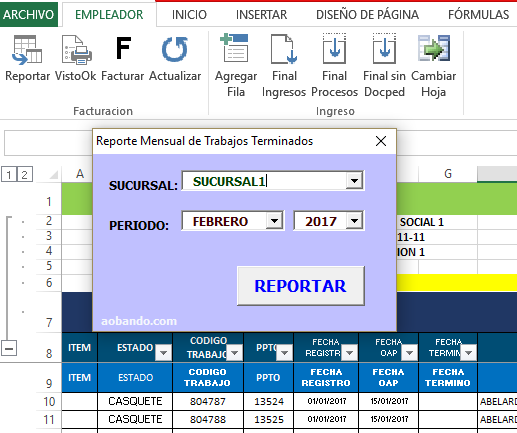 ARCHIVO EMPLEADOR INICIO INSERTAR DISEÑO DE PÁGINA FÓRMULAS
Reportar VistoOk Facturar Actualizar Agregar Fila Final Ingresos Final Procesos Final sin Docped Cambiar Hoja
Facturacion Ingreso
Reporte Mensual de Trabajos Terminados
SUCURSAL: SUCURSAL1
PERIODO: FEBRERO 2017
REPORTAR
aobando.com
1 2 A G
1
2 SOCIAL 1
3 11-11
4 ION 1
5
6
7
8 ITEM ESTADO CODIGO TRABAJO PPTO FECHA REGISTRO FECHA OAP FECHA TERMINO
9 ITEM ESTADO CODIGO TRABAJO PPTO FECHA REGISTRO FECHA OAP FECHA TERMINO
10 CASQUETE 804787 13524 01/01/2017 15/01/2017 ABELARD
11 CASQUETE 804788 13525 01/01/2017 15/01/2017 ABELARD